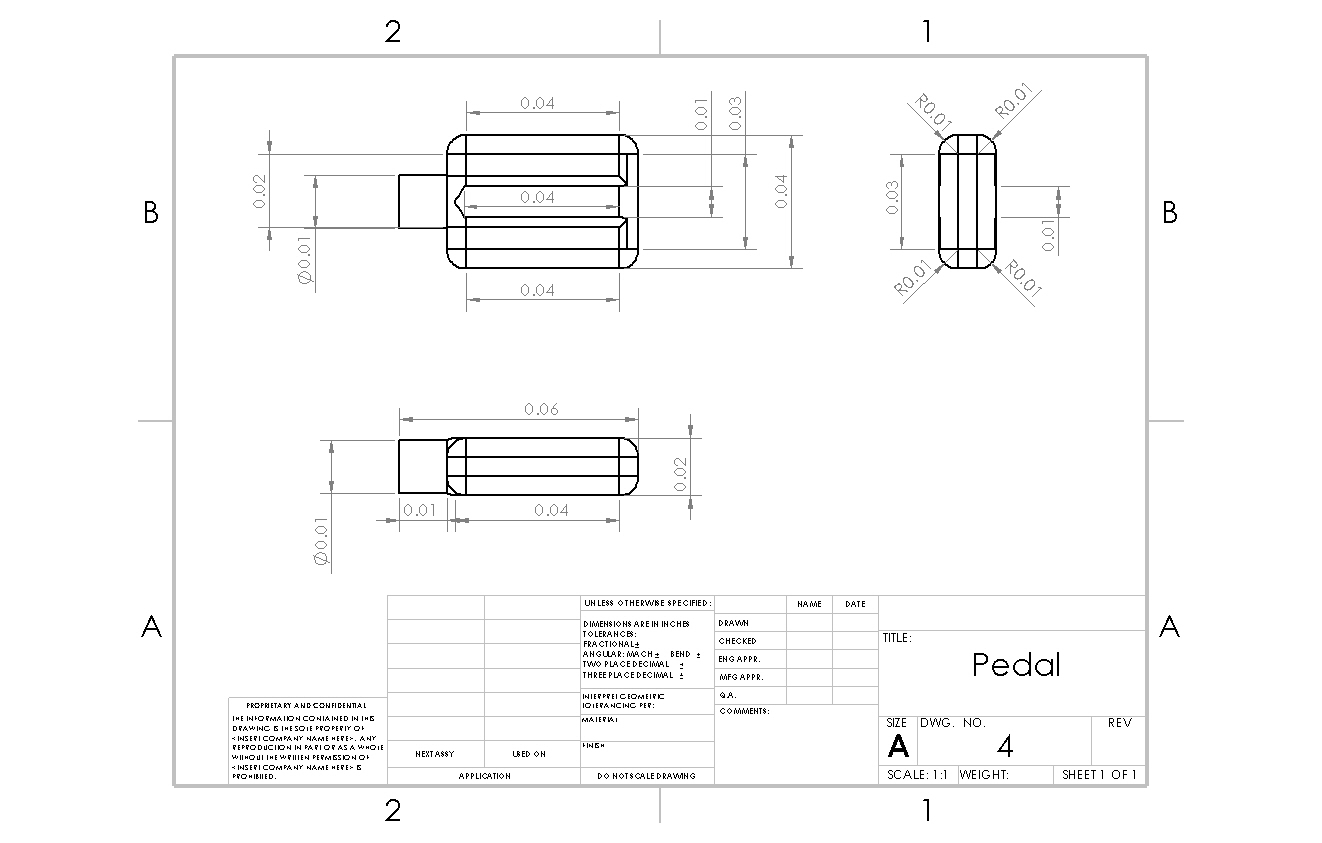 2
1
0.04
0.01
0.03
R0.01
R0.01
0.02
0.04
0.04
0.03
B
B
Ø0.01
0.01
0.04
R0.01
R0.01
0.06
0.02
0.01
0.04
Ø0.01
A
A
UNLESS OTHERWISE SPECIFIED:
NAME
DATE
DIMENSIONS ARE IN INCHES
TOLERANCES:
FRACTIONAL±
ANGULAR: MACH± BEND ±
TWO PLACE DECIMAL ±
THREE PLACE DECIMAL ±
DRAWN
CHECKED
ENG APPR.
MFG APPR.
Q.A.
COMMENTS:
INTERPRET GEOMETRIC
TOLERANCING PER:
MATERIAL
FINISH
TITLE:
Pedal
PROPRIETARY AND CONFIDENTIAL
THE INFORMATION CONTAINED IN THIS
DRAWING IS THE SOLE PROPERTY OF
<INSERT COMPANY NAME HERE>. ANY
REPRODUCTION IN PART OR AS A WHOLE
WITHOUT THE WRITTEN PERMISSION OF
<INSERT COMPANY NAME HERE> IS
PROHIBITED.
NEXT ASSY
USED ON
APPLICATION
DO NOT SCALE DRAWING
SIZE
A
DWG. NO.
4
REV
SCALE: 1:1
WEIGHT:
SHEET 1 OF 1
2
1